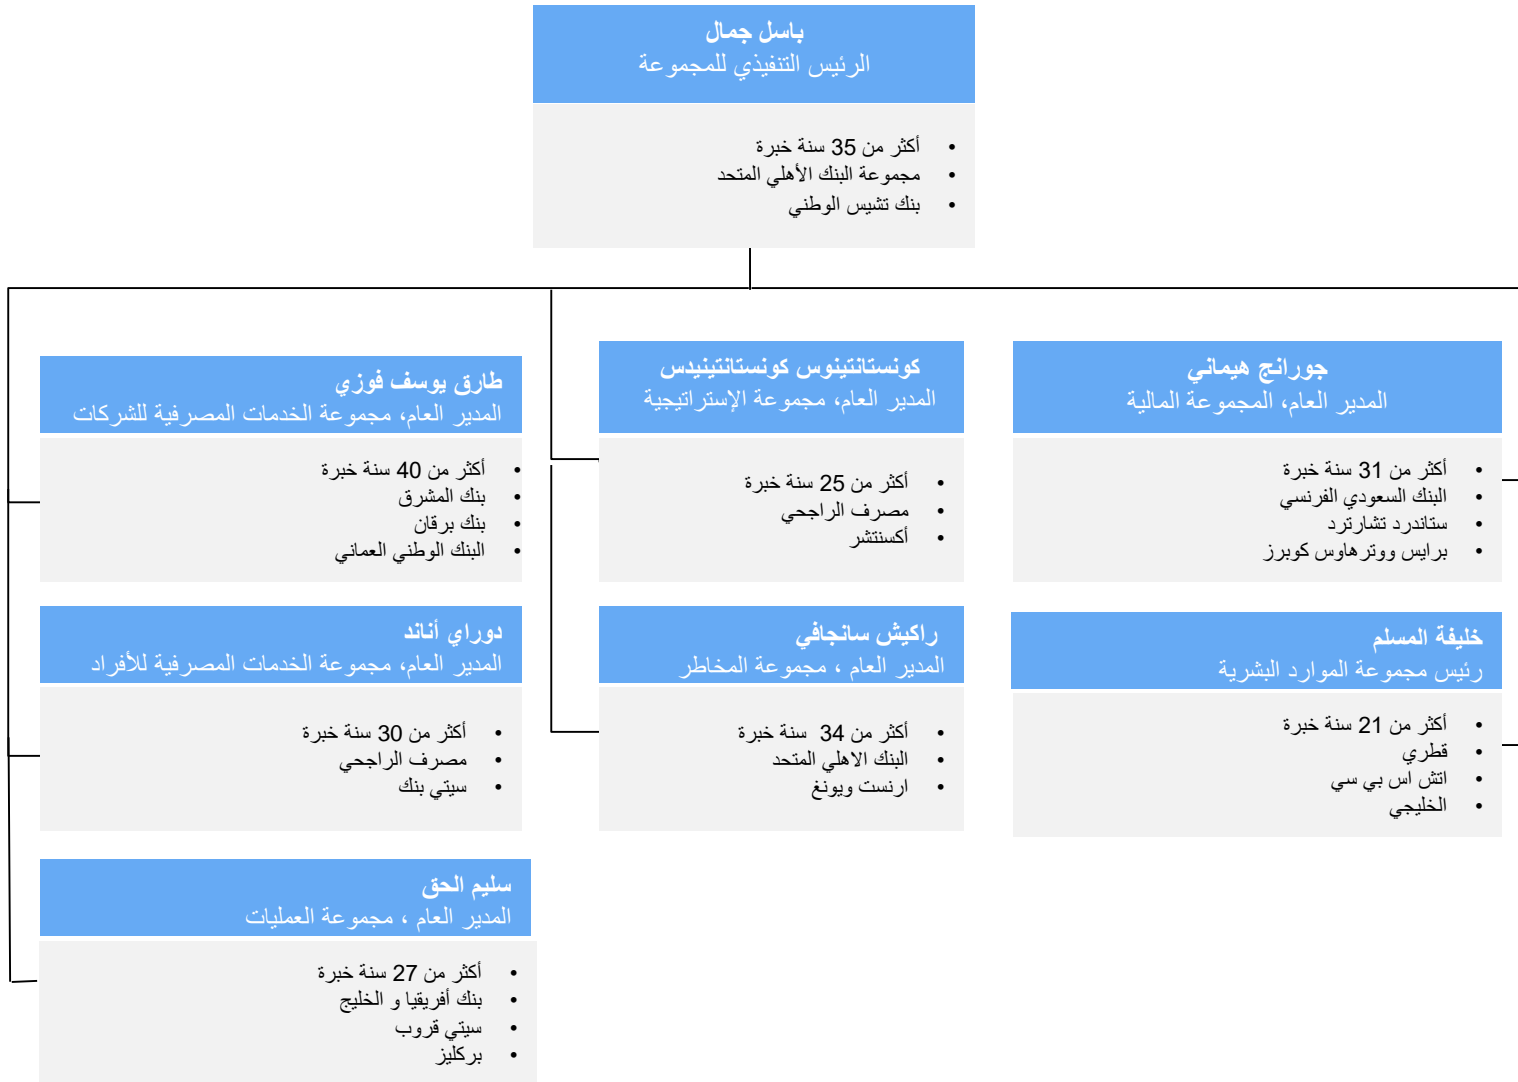 باسل جمال
الرئيس التنفيذي للمجموعة
• أكثر من 35 سنة خبرة
• مجموعة البنك الأهلي المتحد
• بنك تشيس الوطني
جورانج هيماني
المدير العام، المجموعة المالية
• أكثر من 31 سنة خبرة
• البنك السعودي الفرنسي
• ستاندرد تشارترد
• برايس ووترهاوس كوبرز
كونستانتينوس كونستانتينيدس
المدير العام، مجموعة الإستراتيجية
• أكثر من 25 سنة خبرة
• مصرف الراجحي
• أكسنتشر
طارق يوسف فوزي
المدير العام، مجموعة الخدمات المصرفية للشركات
• أكثر من 40 سنة خبرة
• بنك المشرق
• بنك برقان
• البنك الوطني العماني
خليفة المسلم
رئيس مجموعة الموارد البشرية
• أكثر من 21 سنة خبرة
• قطري
• اتش اس بي سي
• الخليجي
راكيش سانجافي
المدير العام ، مجموعة المخاطر
• أكثر من 34 سنة خبرة
• البنك الاهلي المتحد
• ارنست ويونغ
دوراي أناند
المدير العام، مجموعة الخدمات المصرفية للأفراد
• أكثر من 30 سنة خبرة
• مصرف الراجحي
• سيتي بنك
سليم الحق
المدير العام ، مجموعة العمليات
• أكثر من 27 سنة خبرة
• بنك أفريقيا و الخليج
• سيتي قروب
• بركليز